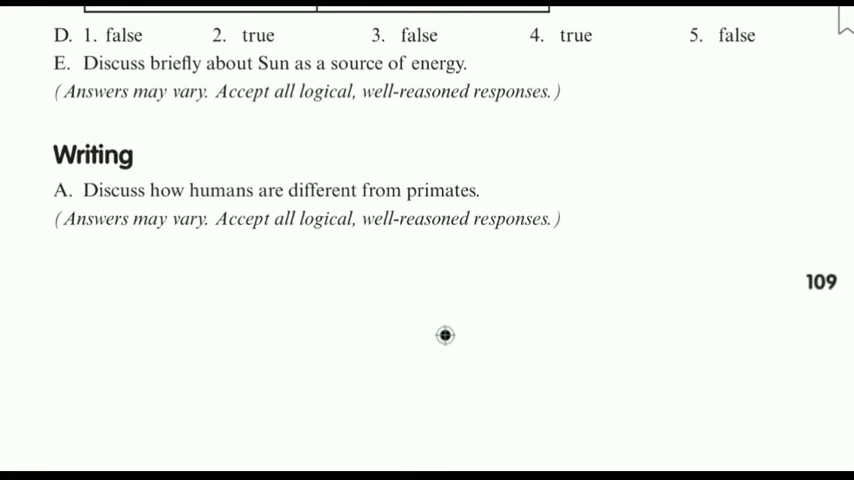 D. 1. false 2. true 3. false 4. true 5. false
E. Discuss briefly about Sun as a source of energy.
(Answers may vary. Accept all logical, well-reasoned responses.)
Writing
A. Discuss how humans are different from primates.
(Answers may vary. Accept all logical, well-reasoned responses.)
109